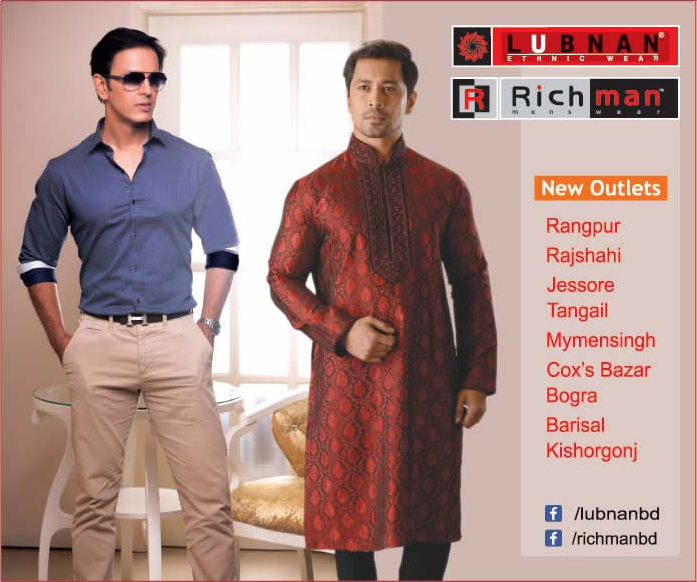 LUBNAN®
ETHNIC WEAR
R Richman™
mens wear
New Outlets
Rangpur
Rajshahi
Jessore
Tangail
Mymensingh
Cox's Bazar
Bogra
Barisal
Kishorgonj
f /lubnanbd
f /richmanbd